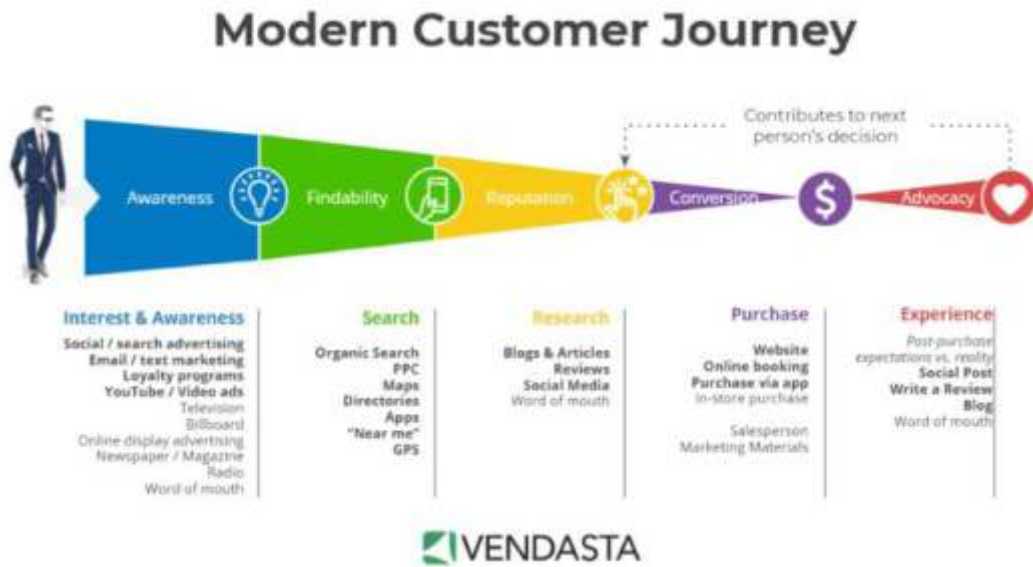 Modern Customer Journey
Contributes to next
person's decision
Awareness
Findability
Reputation
Conversion
$
Advocacy
Interest & Awareness
Social / search advertising
Email / text marketing
Loyalty programs
YouTube / Video ads
Television
Billboard
Online display advertising
Newspaper / Magazine
Radio
Word of mouth
Search
Organic Search
PPC
Maps
Directories
Apps
"Near me"
GPS
Research
Blogs & Articles
Reviews
Social Media
Word of mouth
Purchase
Website
Online booking
Purchase via app
In-store purchase
Salesperson
Marketing Materials
Experience
Post-purchase
expectations vs. reality
Social Post
Write a Review
Blog
Word of mouth
VENDASTA